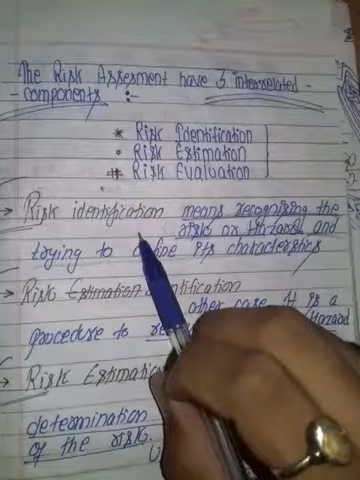 The Risk Assesment have 3 interrelated -
- components :-
* Risk Identification
∘ Risk Estimation
# Risk Evaluation
→ Risk identification means recognising the
risk or Hazard and
trying to define its characteristics
→ Risk Estimation identification
other case. It is a
procedure to /Hazard
→ Risk
determination
of the risk.